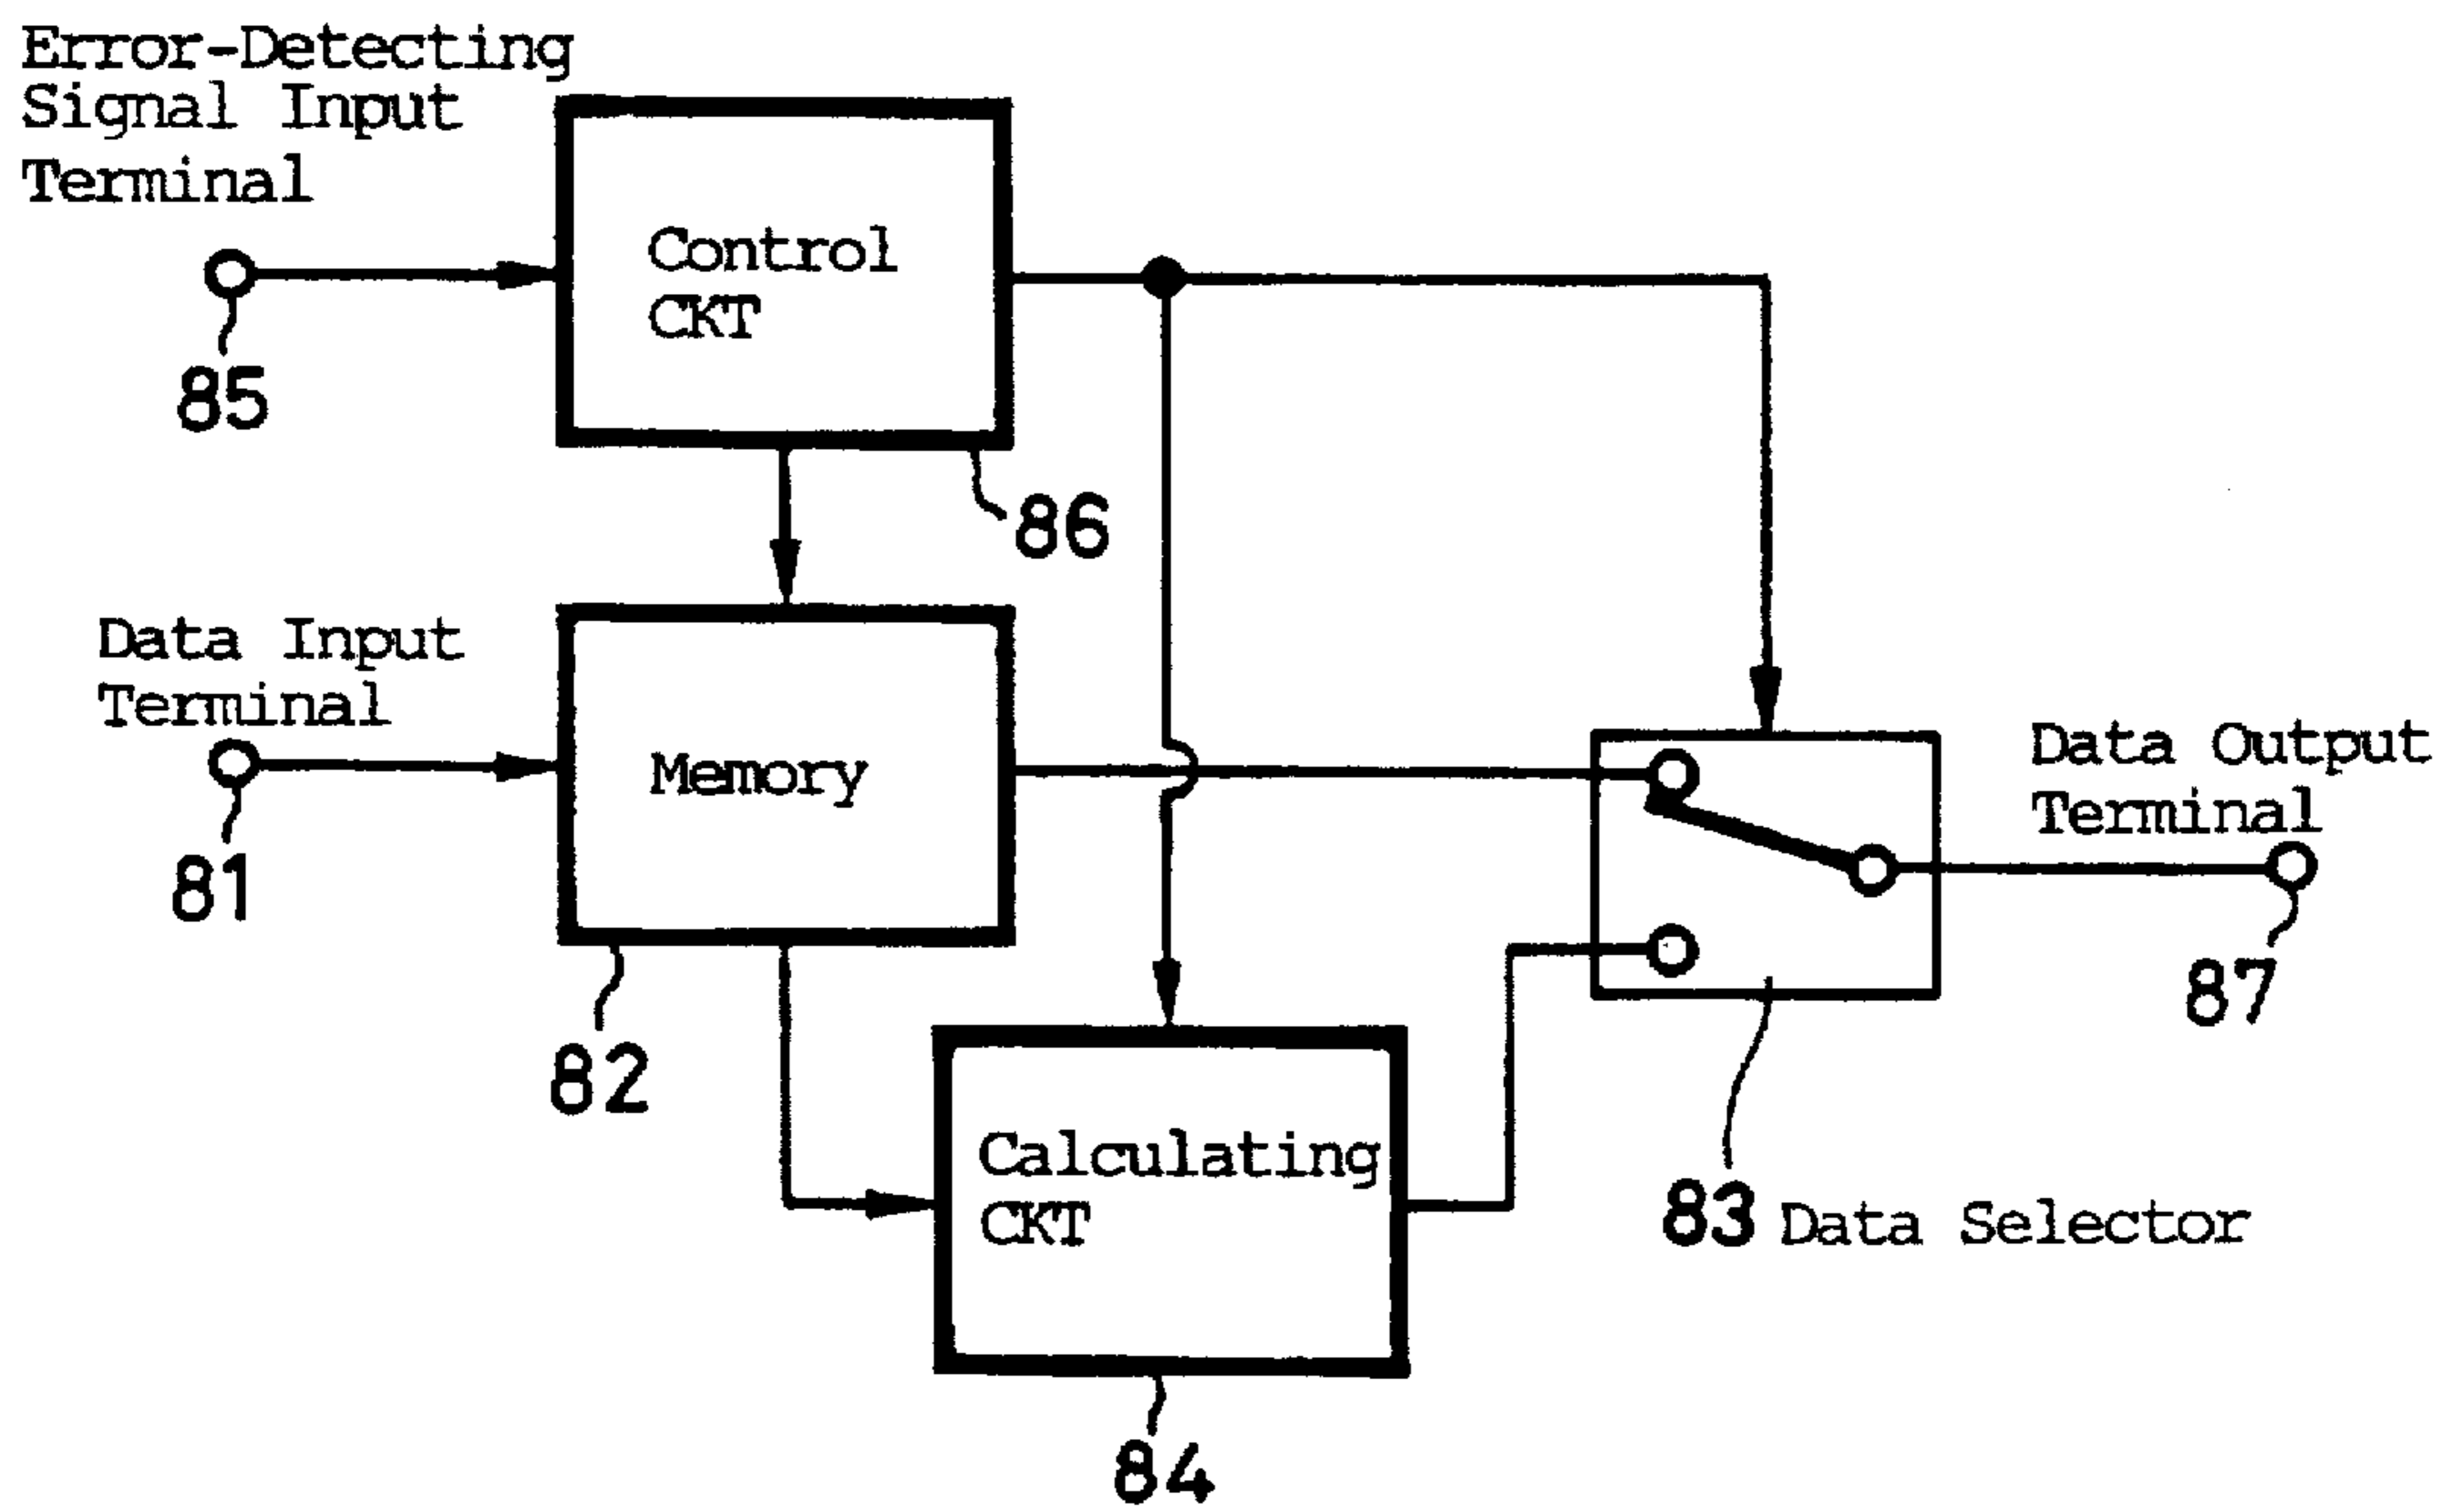 Error-Detecting
Signal Input
Terminal
85
Control
CKT
86
Data Input
Terminal
81
Memory
82
Calculating
CKT
84
83 Data Selector
Data Output
Terminal
87